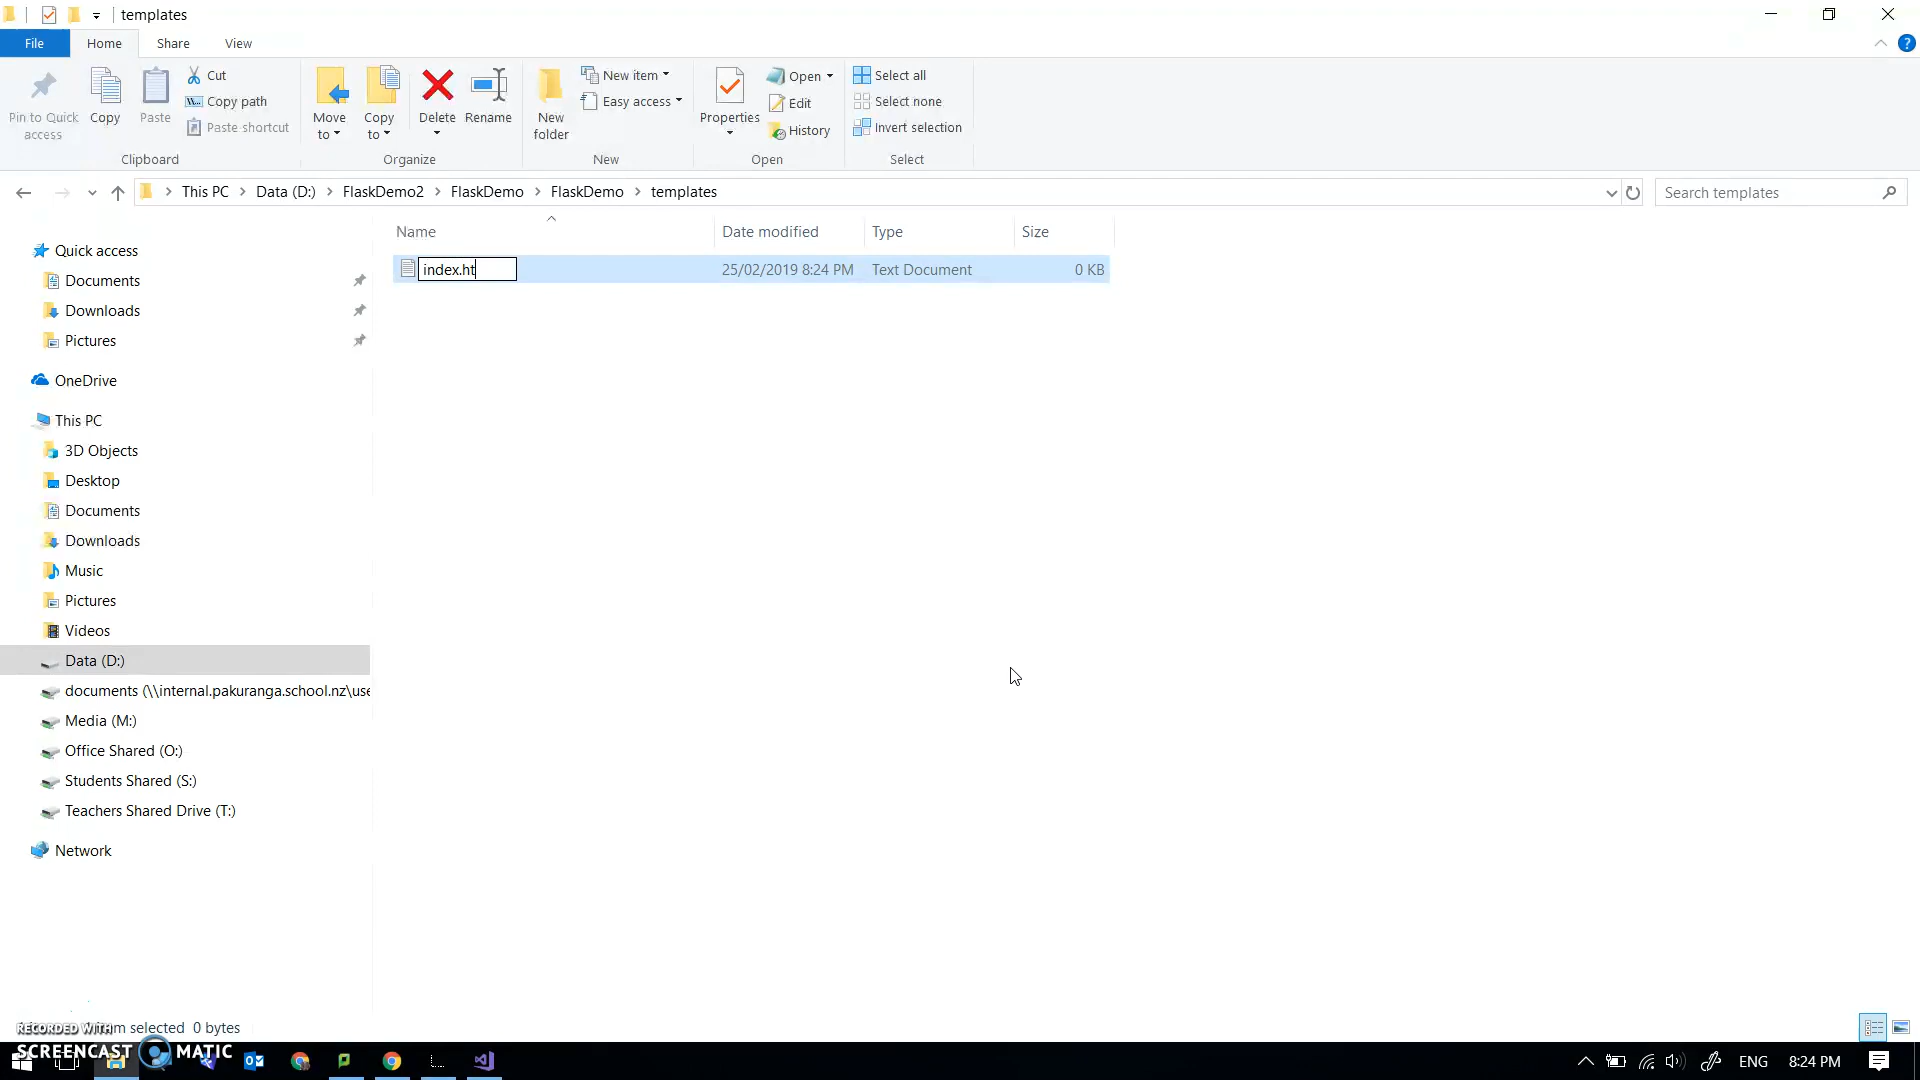 templates
File Home Share View
Pin to Quick access
Copy
Paste
Cut
Copy path
Paste shortcut
Clipboard
Move to
Copy to
Delete
Rename
Organize
New folder
New item
Easy access
New
Properties
Open
Edit
History
Open
Select all
Select none
Invert selection
Select
This PC > Data (D:) > FlaskDemo2 > FlaskDemo > FlaskDemo > templates
Search templates
Name Date modified Type Size
index.ht 25/02/2019 8:24 PM Text Document 0 KB
Quick access
Documents
Downloads
Pictures
OneDrive
This PC
3D Objects
Desktop
Documents
Downloads
Music
Pictures
Videos
Data (D:)
documents (\\internal.pakuranga.school.nz\use
Media (M:)
Office Shared (O:)
Students Shared (S:)
Teachers Shared Drive (T:)
Network
selected 0 bytes
RECORDED WITH
SCREENCAST MATIC
ENG 8:24 PM